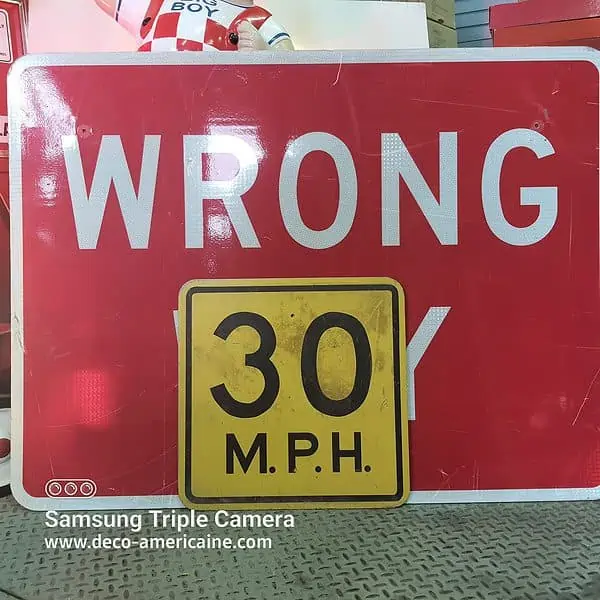 BOY
WRONG
Y
30
M.P.H.
Samsung Triple Camera
www.deco-americaine.com